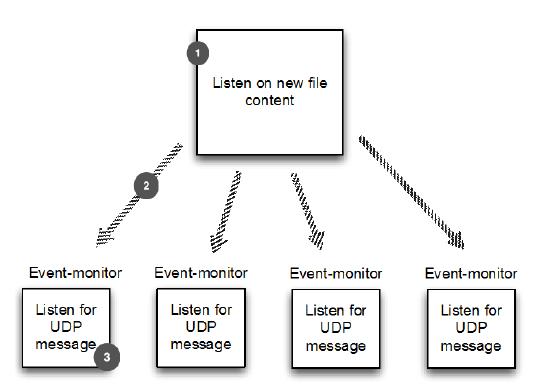 1
Listen on new file
content
2
Event-monitor Event-monitor Event-monitor Event-monitor
Listen for
UDP
message
3
Listen for
UDP
message
Listen for
UDP
message
Listen for
UDP
message